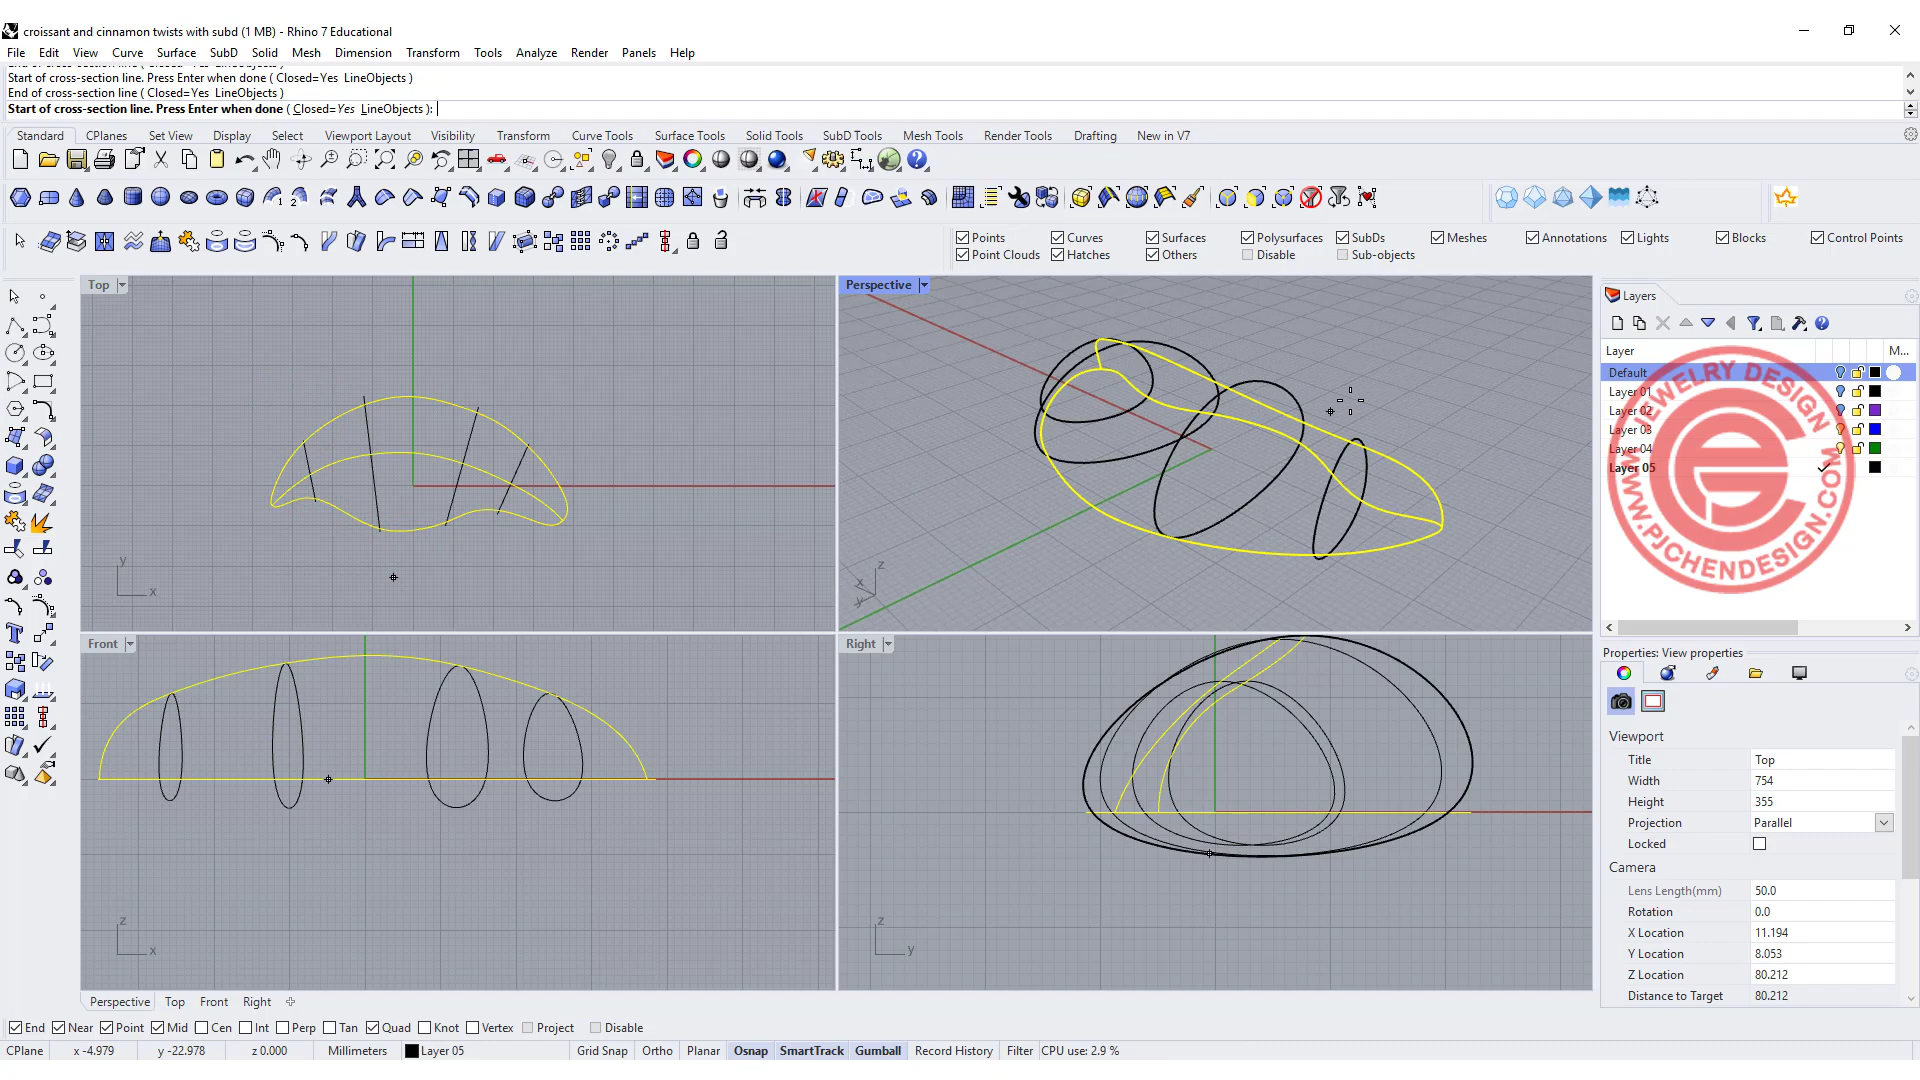 croissant and cinnamon twists with subd (1 MB) - Rhino 7 Educational
File Edit View Curve Surface SubD Solid Mesh Dimension Transform Tools Analyze Render Panels Help
End of cross-section line ( Closed=Yes LineObjects )
Start of cross-section line. Press Enter when done ( Closed=Yes LineObjects )
End of cross-section line ( Closed=Yes LineObjects )
Start of cross-section line. Press Enter when done ( Closed=Yes LineObjects ):
Standard CPlanes Set View Display Select Viewport Layout Visibility Transform Curve Tools Surface Tools Solid Tools SubD Tools Mesh Tools Render Tools Drafting New in V7
Points Curves Surfaces Polysurfaces SubDs Meshes Annotations Lights Blocks Control Points
Point Clouds Hatches Others Disable Sub-objects
Top
Perspective
Layers
Layer M...
Default
Layer 01
Layer 02
Layer 03
Layer 04
Layer 05
JEWELRY DESIGN
WWW.PJCHENDESIGN.COM
y
x
z
x
y
Front
Right
z
x
z
y
Properties: View properties
Viewport
Title Top
Width 754
Height 355
Projection Parallel
Locked
Camera
Lens Length(mm) 50.0
Rotation 0.0
X Location 11.194
Y Location 8.053
Z Location 80.212
Distance to Target 80.212
Perspective Top Front Right
End Near Point Mid Cen Int Perp Tan Quad Knot Vertex Project Disable
CPlane x -4.979 y -22.978 z 0.000 Millimeters Layer 05 Grid Snap Ortho Planar Osnap SmartTrack Gumball Record History Filter CPU use: 2.9 %